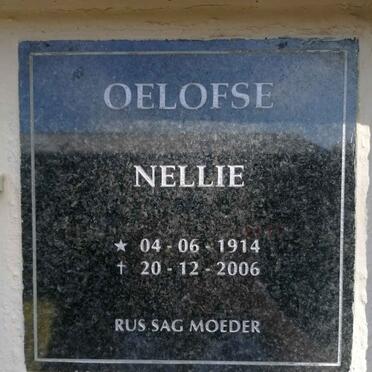 OELOFSE
NELLIE
★ 04 - 06 - 1914
† 20 - 12 - 2006
RUS SAG MOEDER